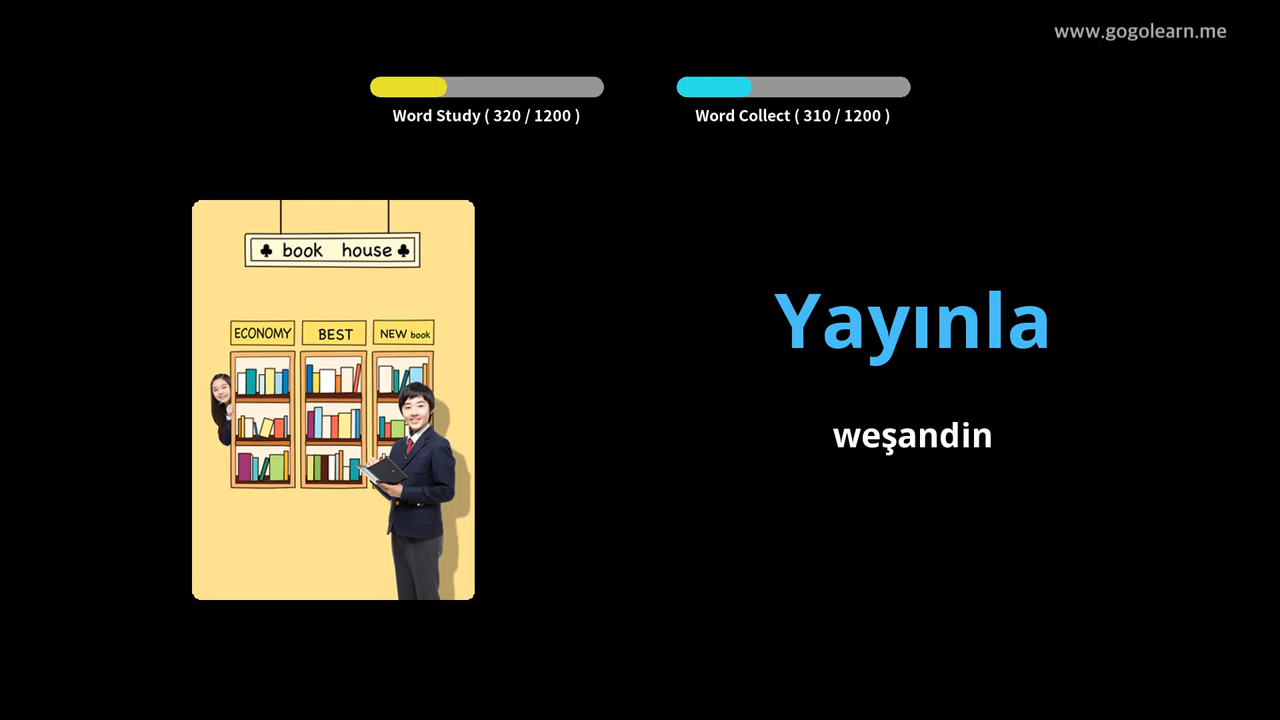 www.gogolearn.me
Word Study ( 320 / 1200 )
Word Collect ( 310 / 1200 )
♣ book house ♣
ECONOMY
BEST
NEW book
Yayınla
weşandin